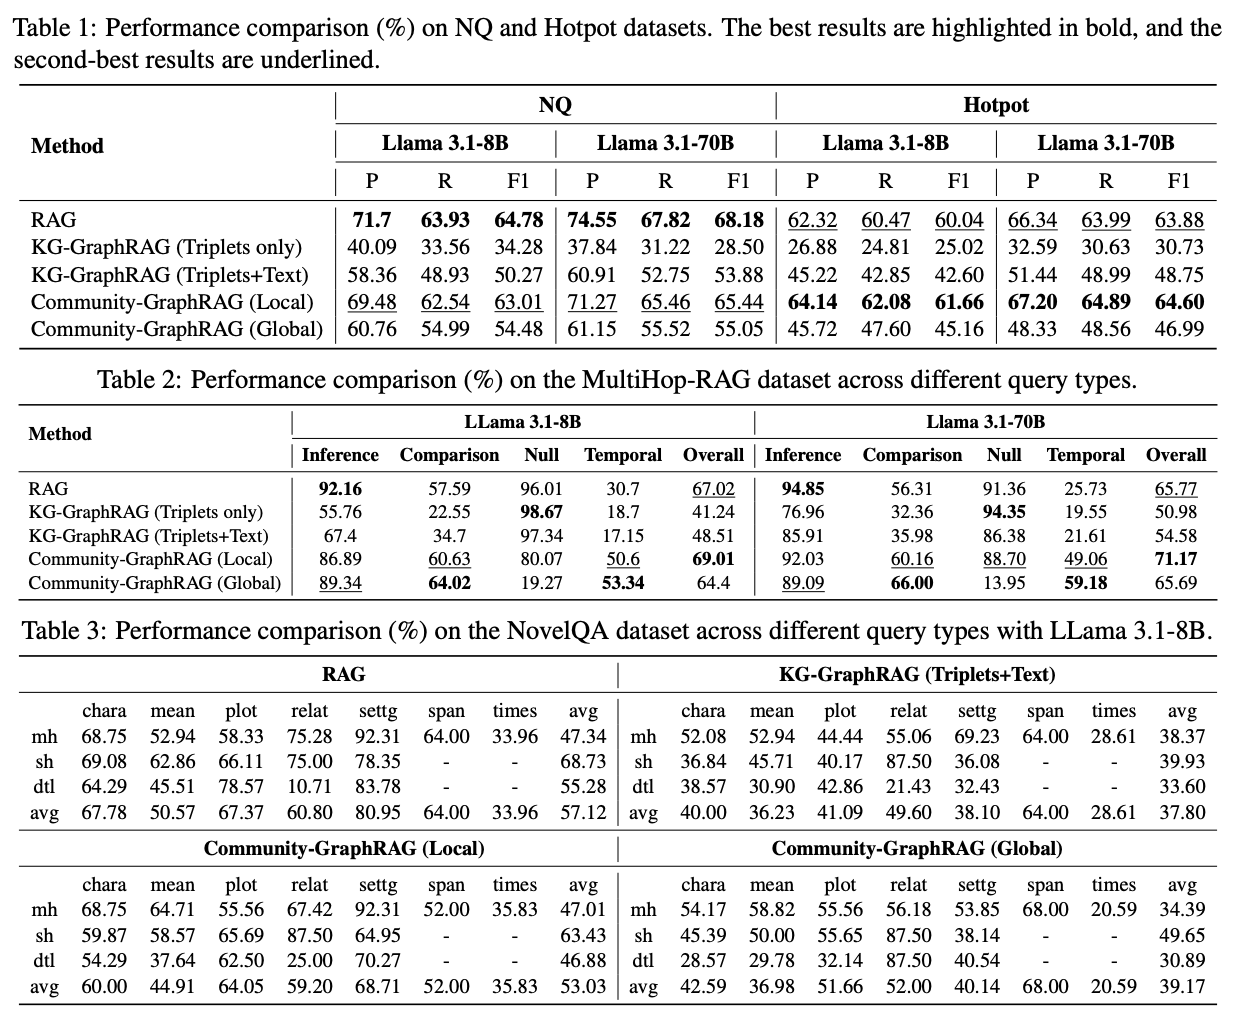 Table 1: Performance comparison (%) on NQ and Hotpot datasets. The best results are highlighted in bold, and the
second-best results are underlined.
Method NQ Hotpot
Llama 3.1-8B Llama 3.1-70B Llama 3.1-8B Llama 3.1-70B
P R F1 P R F1 P R F1 P R F1
RAG 71.7 63.93 64.78 74.55 67.82 68.18 62.32 60.47 60.04 66.34 63.99 63.88
KG-GraphRAG (Triplets only) 40.09 33.56 34.28 37.84 31.22 28.50 26.88 24.81 25.02 32.59 30.63 30.73
KG-GraphRAG (Triplets+Text) 58.36 48.93 50.27 60.91 52.75 53.88 45.22 42.85 42.60 51.44 48.99 48.75
Community-GraphRAG (Local) 69.48 62.54 63.01 71.27 65.46 65.44 64.14 62.08 61.66 67.20 64.89 64.60
Community-GraphRAG (Global) 60.76 54.99 54.48 61.15 55.52 55.05 45.72 47.60 45.16 48.33 48.56 46.99
Table 2: Performance comparison (%) on the MultiHop-RAG dataset across different query types.
Method LLama 3.1-8B Llama 3.1-70B
Inference Comparison Null Temporal Overall Inference Comparison Null Temporal Overall
RAG 92.16 57.59 96.01 30.7 67.02 94.85 56.31 91.36 25.73 65.77
KG-GraphRAG (Triplets only) 55.76 22.55 98.67 18.7 41.24 76.96 32.36 94.35 19.55 50.98
KG-GraphRAG (Triplets+Text) 67.4 34.7 97.34 17.15 48.51 85.91 35.98 86.38 21.61 54.58
Community-GraphRAG (Local) 86.89 60.63 80.07 50.6 69.01 92.03 60.16 88.70 49.06 71.17
Community-GraphRAG (Global) 89.34 64.02 19.27 53.34 64.4 89.09 66.00 13.95 59.18 65.69
Table 3: Performance comparison (%) on the NovelQA dataset across different query types with LLama 3.1-8B.
RAG KG-GraphRAG (Triplets+Text)
chara mean plot relat settg span times avg chara mean plot relat settg span times avg
mh 68.75 52.94 58.33 75.28 92.31 64.00 33.96 47.34 mh 52.08 52.94 44.44 55.06 69.23 64.00 28.61 38.37
sh 69.08 62.86 66.11 75.00 78.35 - - 68.73 sh 36.84 45.71 40.17 87.50 36.08 - - 39.93
dtl 64.29 45.51 78.57 10.71 83.78 - - 55.28 dtl 38.57 30.90 42.86 21.43 32.43 - - 33.60
avg 67.78 50.57 67.37 60.80 80.95 64.00 33.96 57.12 avg 40.00 36.23 41.09 49.60 38.10 64.00 28.61 37.80
Community-GraphRAG (Local) Community-GraphRAG (Global)
chara mean plot relat settg span times avg chara mean plot relat settg span times avg
mh 68.75 64.71 55.56 67.42 92.31 52.00 35.83 47.01 mh 54.17 58.82 55.56 56.18 53.85 68.00 20.59 34.39
sh 59.87 58.57 65.69 87.50 64.95 - - 63.43 sh 45.39 50.00 55.65 87.50 38.14 - - 49.65
dtl 54.29 37.64 62.50 25.00 70.27 - - 46.88 dtl 28.57 29.78 32.14 87.50 40.54 - - 30.89
avg 60.00 44.91 64.05 59.20 68.71 52.00 35.83 53.03 avg 42.59 36.98 51.66 52.00 40.14 68.00 20.59 39.17